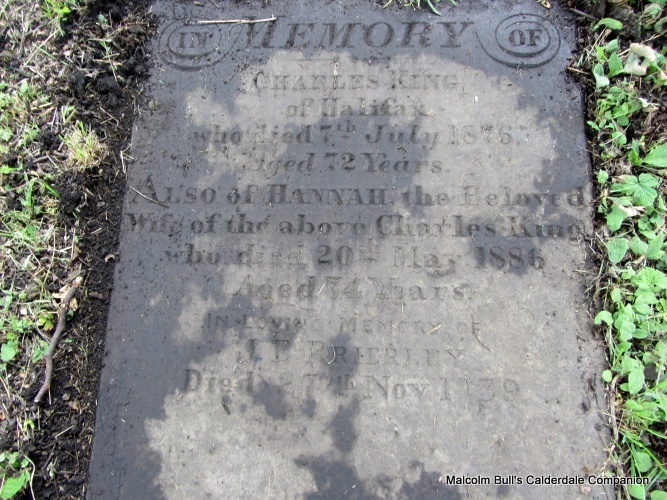 IN MEMORY OF
CHARLES KING,
of Halifax,
who died 7th July 1876,
Aged 72 Years.
ALSO of HANNAH, the Beloved
Wife of the above Charles King,
who died 20th May 1886
Aged 74 Years.
IN LOVING MEMORY OF
BRIERLEY
Died Nov
Malcolm Bull's Calderdale Companion